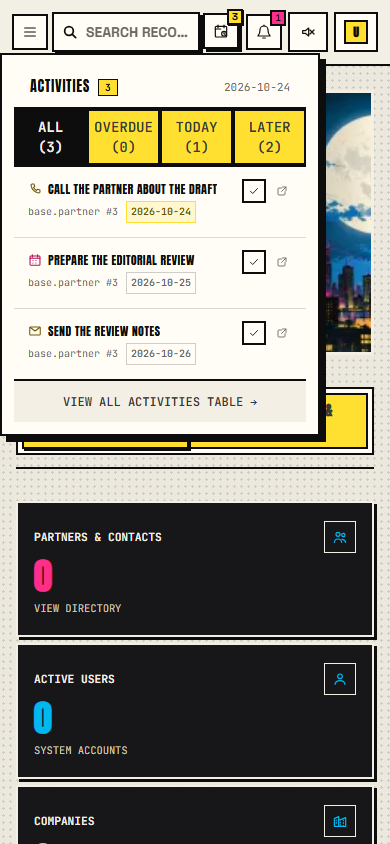 SEARCH RECO...
3
1
U
ACTIVITIES 3 2026-10-24
ALL (3)
OVERDUE (0)
TODAY (1)
LATER (2)
CALL THE PARTNER ABOUT THE DRAFT
base.partner #3 2026-10-24
PREPARE THE EDITORIAL REVIEW
base.partner #3 2026-10-25
SEND THE REVIEW NOTES
base.partner #3 2026-10-26
VIEW ALL ACTIVITIES TABLE →
&
PARTNERS & CONTACTS
VIEW DIRECTORY
ACTIVE USERS
SYSTEM ACCOUNTS
COMPANIES